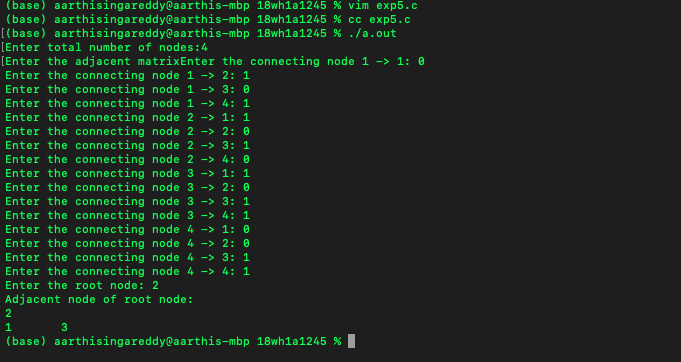 (base) aarthisingareddy@aarthis-mbp 18wh1a1245 % vim exp5.c
(base) aarthisingareddy@aarthis-mbp 18wh1a1245 % cc exp5.c
[(base) aarthisingareddy@aarthis-mbp 18wh1a1245 % ./a.out
[Enter total number of nodes:4
[Enter the adjacent matrixEnter the connecting node 1 -> 1: 0
Enter the connecting node 1 -> 2: 1
Enter the connecting node 1 -> 3: 0
Enter the connecting node 1 -> 4: 1
Enter the connecting node 2 -> 1: 1
Enter the connecting node 2 -> 2: 0
Enter the connecting node 2 -> 3: 1
Enter the connecting node 2 -> 4: 0
Enter the connecting node 3 -> 1: 1
Enter the connecting node 3 -> 2: 0
Enter the connecting node 3 -> 3: 1
Enter the connecting node 3 -> 4: 1
Enter the connecting node 4 -> 1: 0
Enter the connecting node 4 -> 2: 0
Enter the connecting node 4 -> 3: 1
Enter the connecting node 4 -> 4: 1
Enter the root node: 2
Adjacent node of root node:
2
1       3
(base) aarthisingareddy@aarthis-mbp 18wh1a1245 %